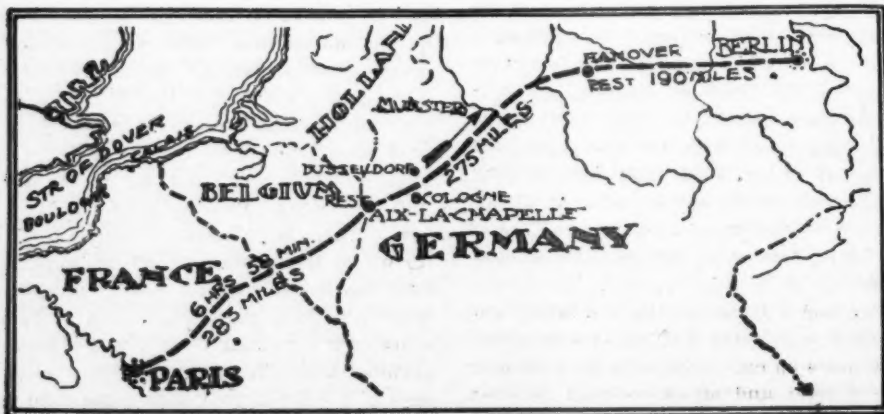 HANOVER
BERLIN
REST 190 MILES
HOLLAND
MUNSTER
STR OF DOVER
CALAIS
DUSSELDORF
275 MILES
BOULOGNE
BELGIUM
REST
COLOGNE
AIX-LA-CHAPELLE
GERMANY
FRANCE
6 HRS 58 MIN
283 MILES
PARIS